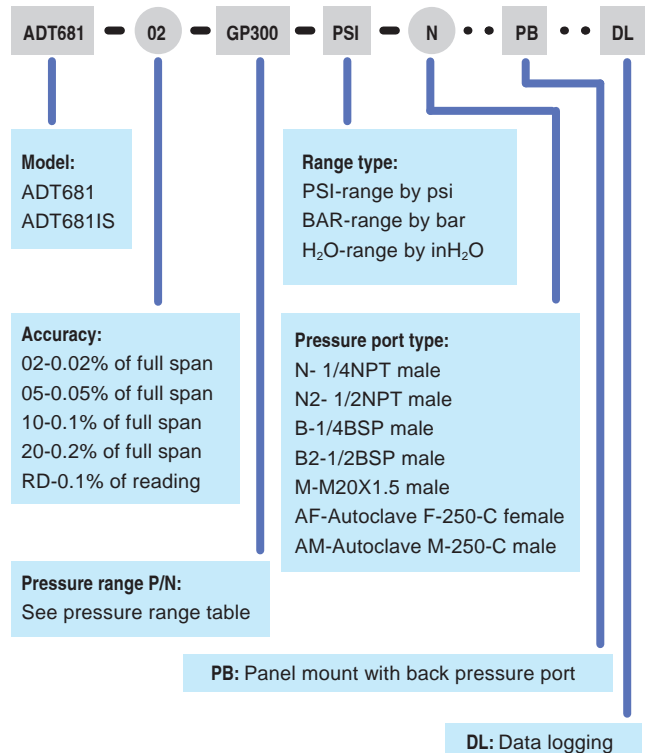 ADT681 - 02 - GP300 - PSI - N · · PB · · DL
Model:
ADT681
ADT681IS
Range type:
PSI-range by psi
BAR-range by bar
H₂O-range by inH₂O
Accuracy:
02-0.02% of full span
05-0.05% of full span
10-0.1% of full span
20-0.2% of full span
RD-0.1% of reading
Pressure port type:
N- 1/4NPT male
N2- 1/2NPT male
B-1/4BSP male
B2-1/2BSP male
M-M20X1.5 male
AF-Autoclave F-250-C female
AM-Autoclave M-250-C male
Pressure range P/N:
See pressure range table
PB: Panel mount with back pressure port
DL: Data logging